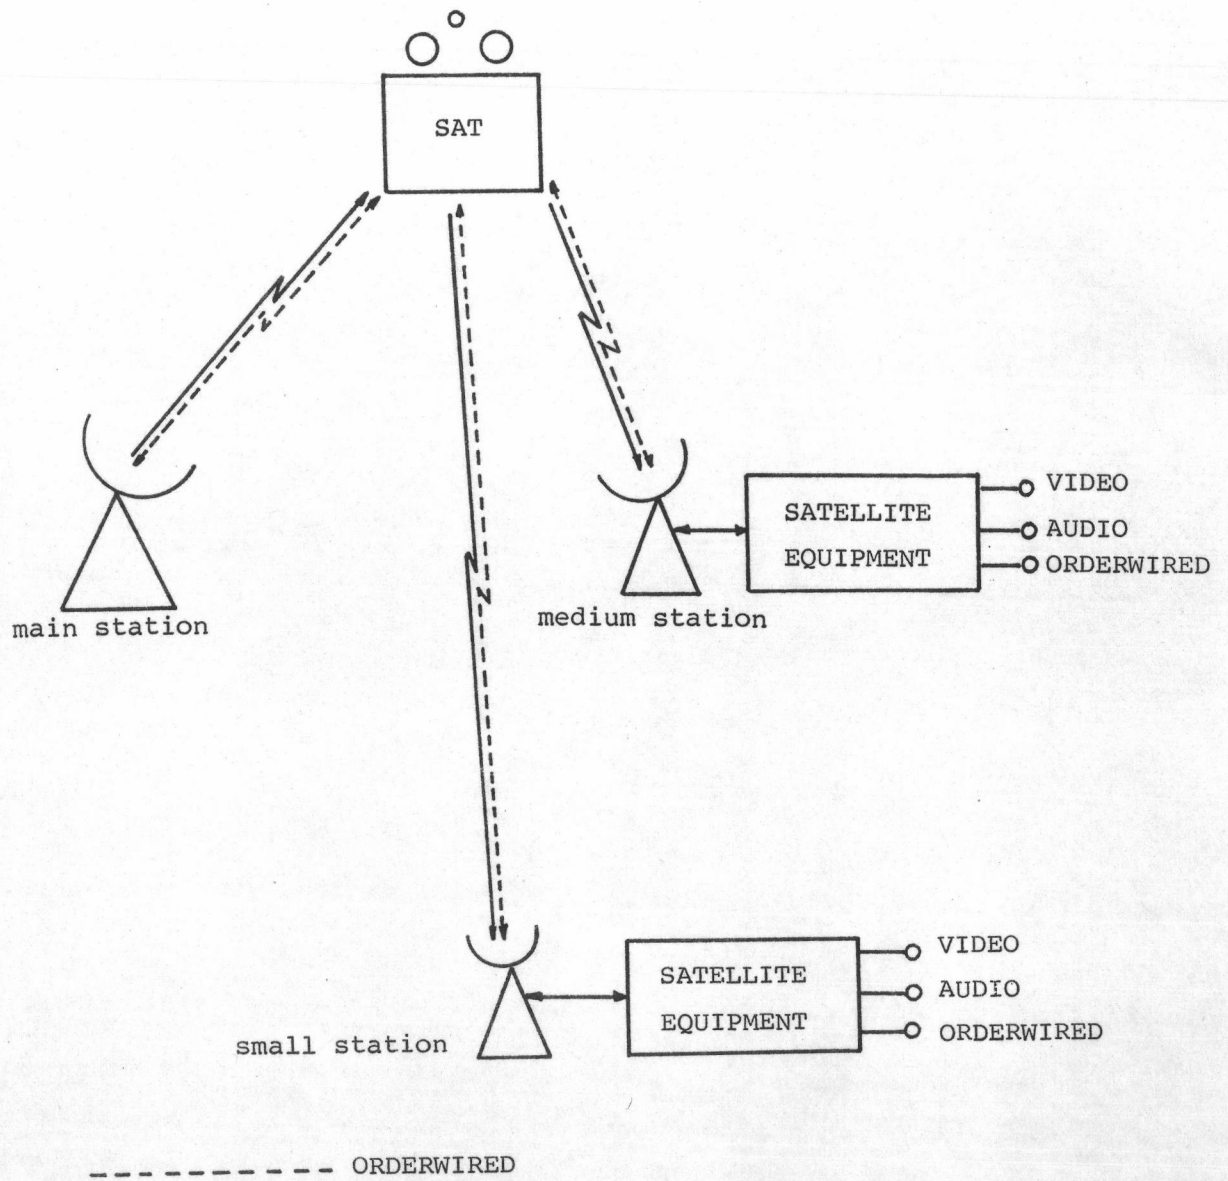 SAT
VIDEO
SATELLITE
EQUIPMENT
AUDIO
ORDERWIRED
main station
medium station
VIDEO
SATELLITE
EQUIPMENT
AUDIO
ORDERWIRED
small station
ORDERWIRED